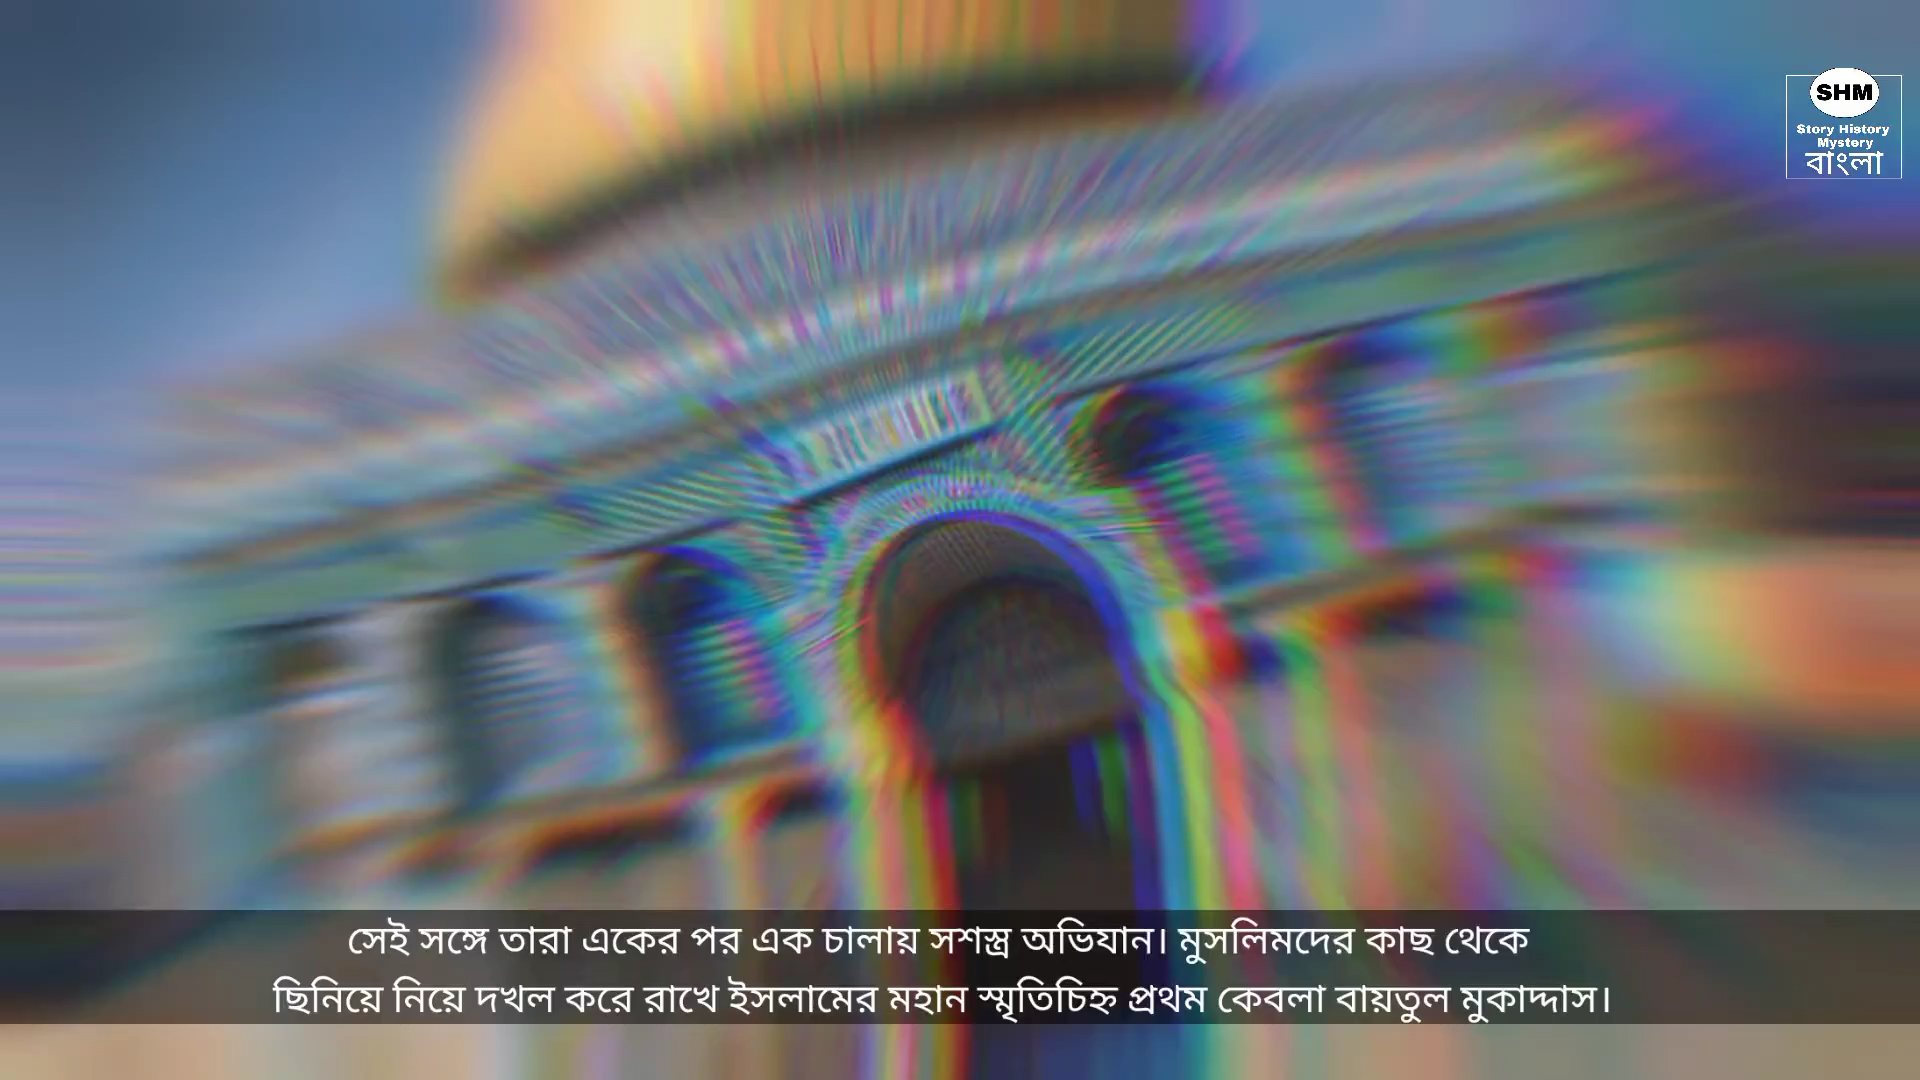 SHM
Story History
Mystery
বাংলা
সেই সঙ্গে তারা একের পর এক চালায় সশস্ত্র অভিযান। মুসলিমদের কাছ থেকে
ছিনিয়ে নিয়ে দখল করে রাখে ইসলামের মহান স্মৃতিচিহ্ন প্রথম কেবলা বায়তুল মুকাদ্দাস।